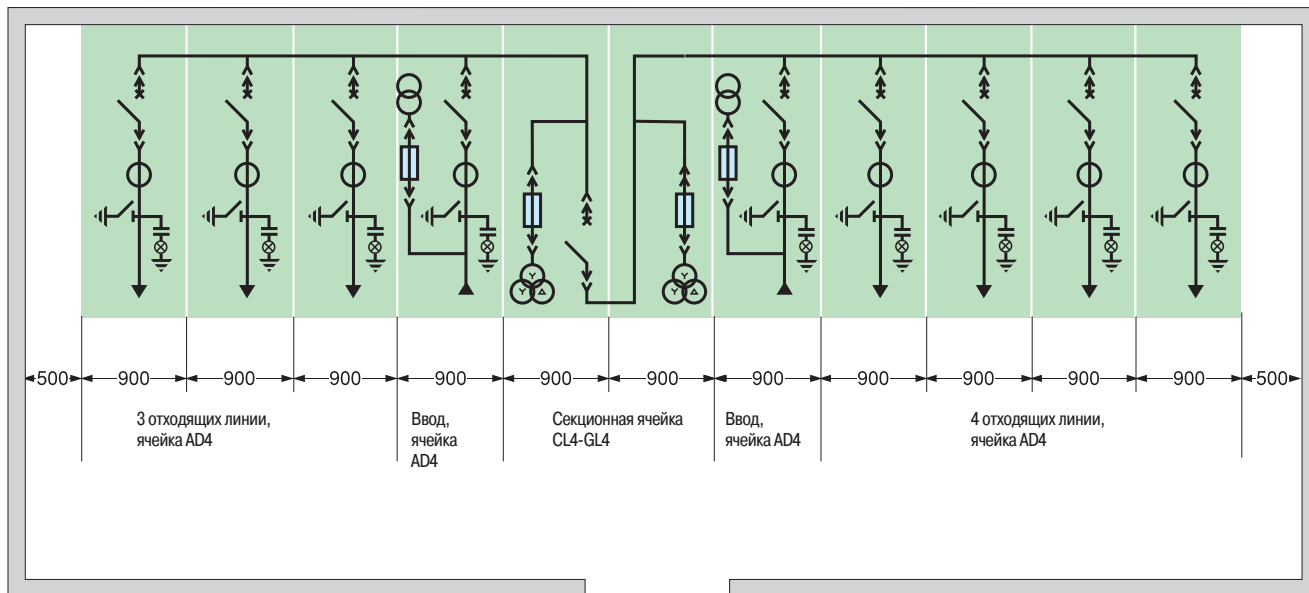 500 900 900 900 900 900 900 900 900 900 900 900 500
3 отходящих линии,
ячейка AD4
Ввод,
ячейка
AD4
Секционная ячейка
CL4-GL4
Ввод,
ячейка AD4
4 отходящих линии,
ячейка AD4